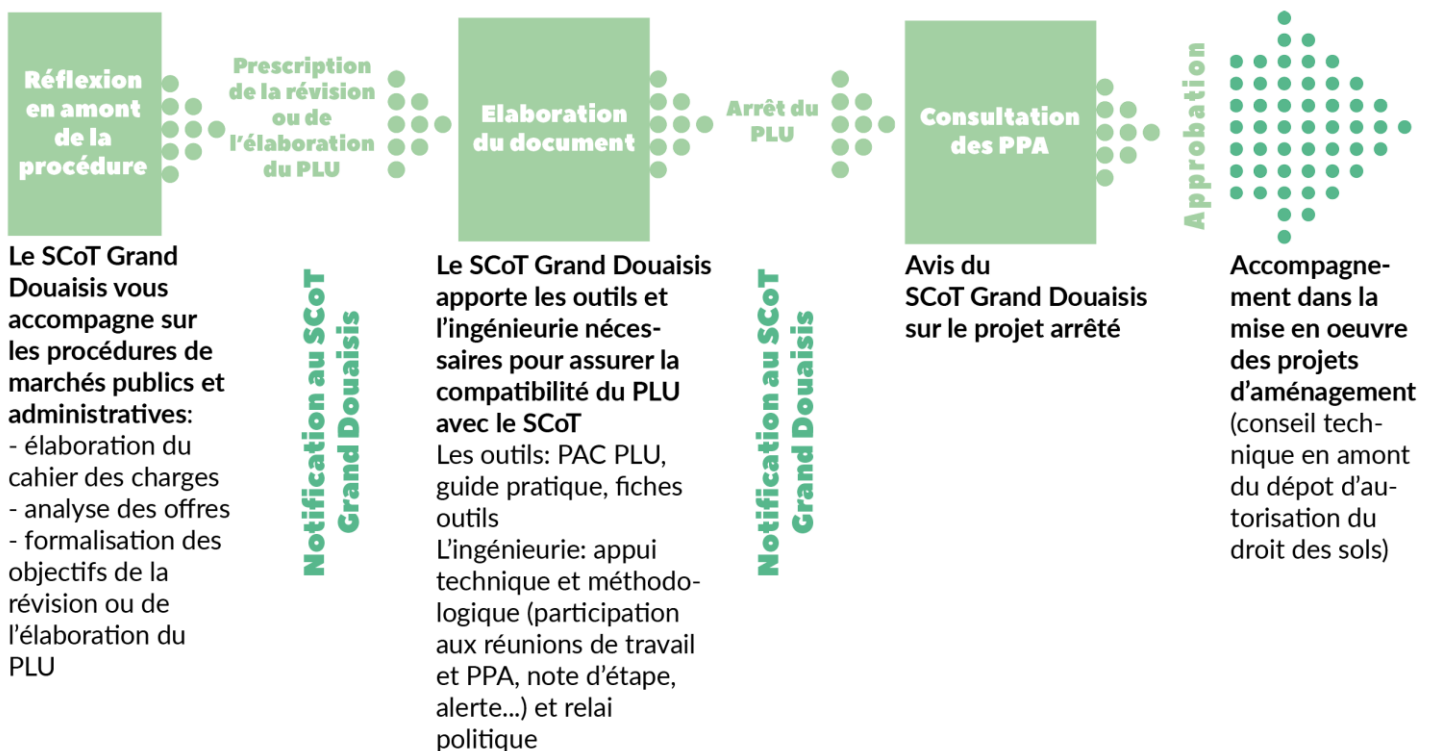 Réflexion
en amont
de la
procédure
Prescription
de la révision
ou de
l'élaboration
du PLU
Elaboration
du document
Arrêt du
PLU
Consultation
des PPA
Approbation
Le SCoT Grand
Douaisis vous
accompagne sur
les procédures de
marchés publics et
administratives:
- élaboration du
cahier des charges
- analyse des offres
- formalisation des
objectifs de la
révision ou de
l'élaboration du
PLU
Notification au SCoT
Grand Douaisis
Le SCoT Grand Douaisis
apporte les outils et
l'ingénieurie néces-
saires pour assurer la
compatibilité du PLU
avec le SCoT
Les outils: PAC PLU,
guide pratique, fiches
outils
L'ingénieurie: appui
technique et méthodo-
logique (participation
aux réunions de travail
et PPA, note d'étape,
alerte...) et relai
politique
Notification au SCoT
Grand Douaisis
Avis du
SCoT Grand Douaisis
sur le projet arrêté
Accompagne-
ment dans la
mise en oeuvre
des projets
d'aménagement
(conseil tech-
nique en amont
du dépot d'au-
torisation du
droit des sols)